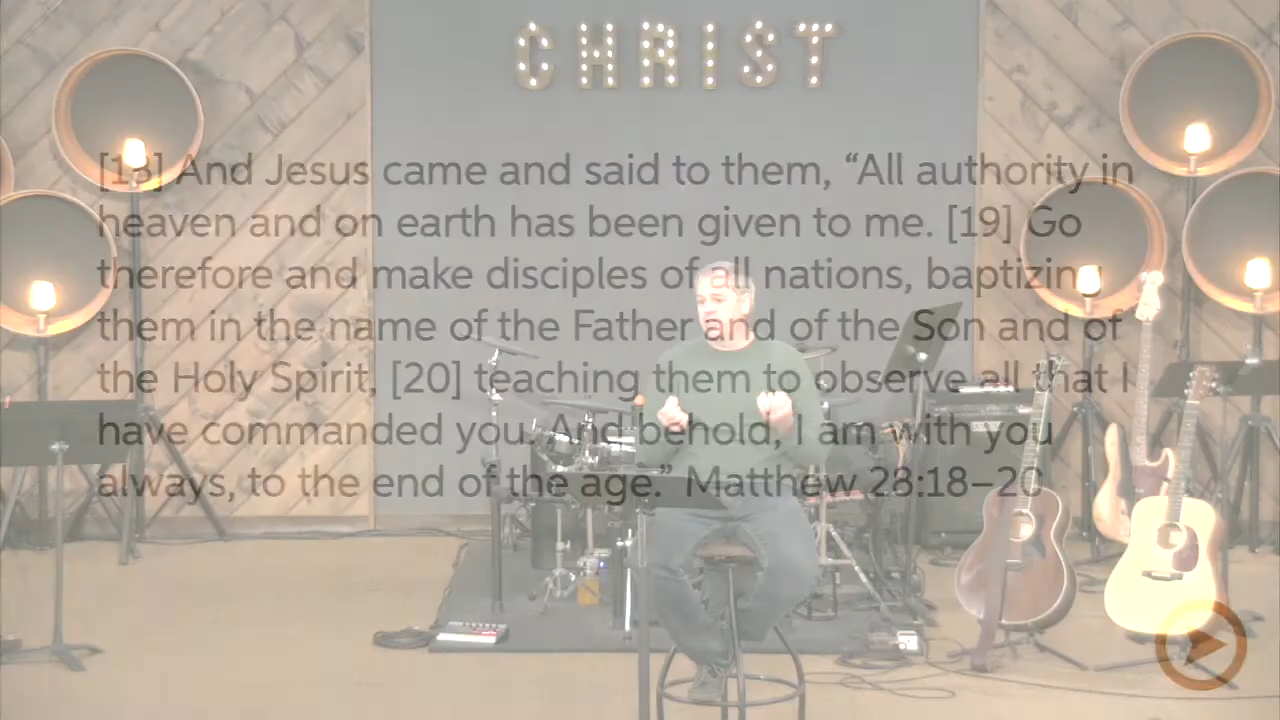 CHRIST
[18] And Jesus came and said to them, “All authority in
heaven and on earth has been given to me. [19] Go
therefore and make disciples of all nations, baptizing
them in the name of the Father and of the Son and of
the Holy Spirit, [20] teaching them to observe all that I
have commanded you. And behold, I am with you
always, to the end of the age.” Matthew 28:18–20